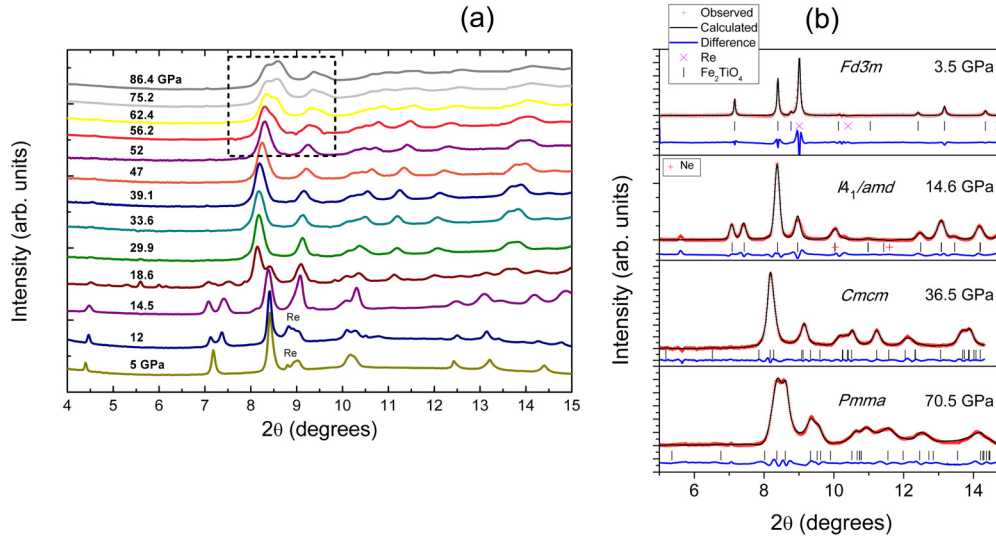 (a)
86.4 GPa
75.2
62.4
56.2
52
47
39.1
33.6
29.9
18.6
14.5
12
5 GPa
Re
Re
4 5 6 7 8 9 10 11 12 13 14 15
2θ (degrees)
Intensity (arb. units)
(b)
Observed
Calculated
Difference
Re
Fe2TiO4
Fd3m 3.5 GPa
Ne
I41/amd 14.6 GPa
Cmcm 36.5 GPa
Pmma 70.5 GPa
6 8 10 12 14
2θ (degrees)
Intensity (arb. units)